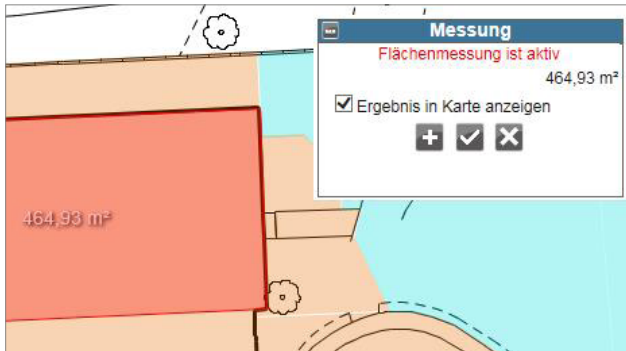 Messung
Flächenmessung ist aktiv
464,93 m²
Ergebnis in Karte anzeigen
464,93 m²